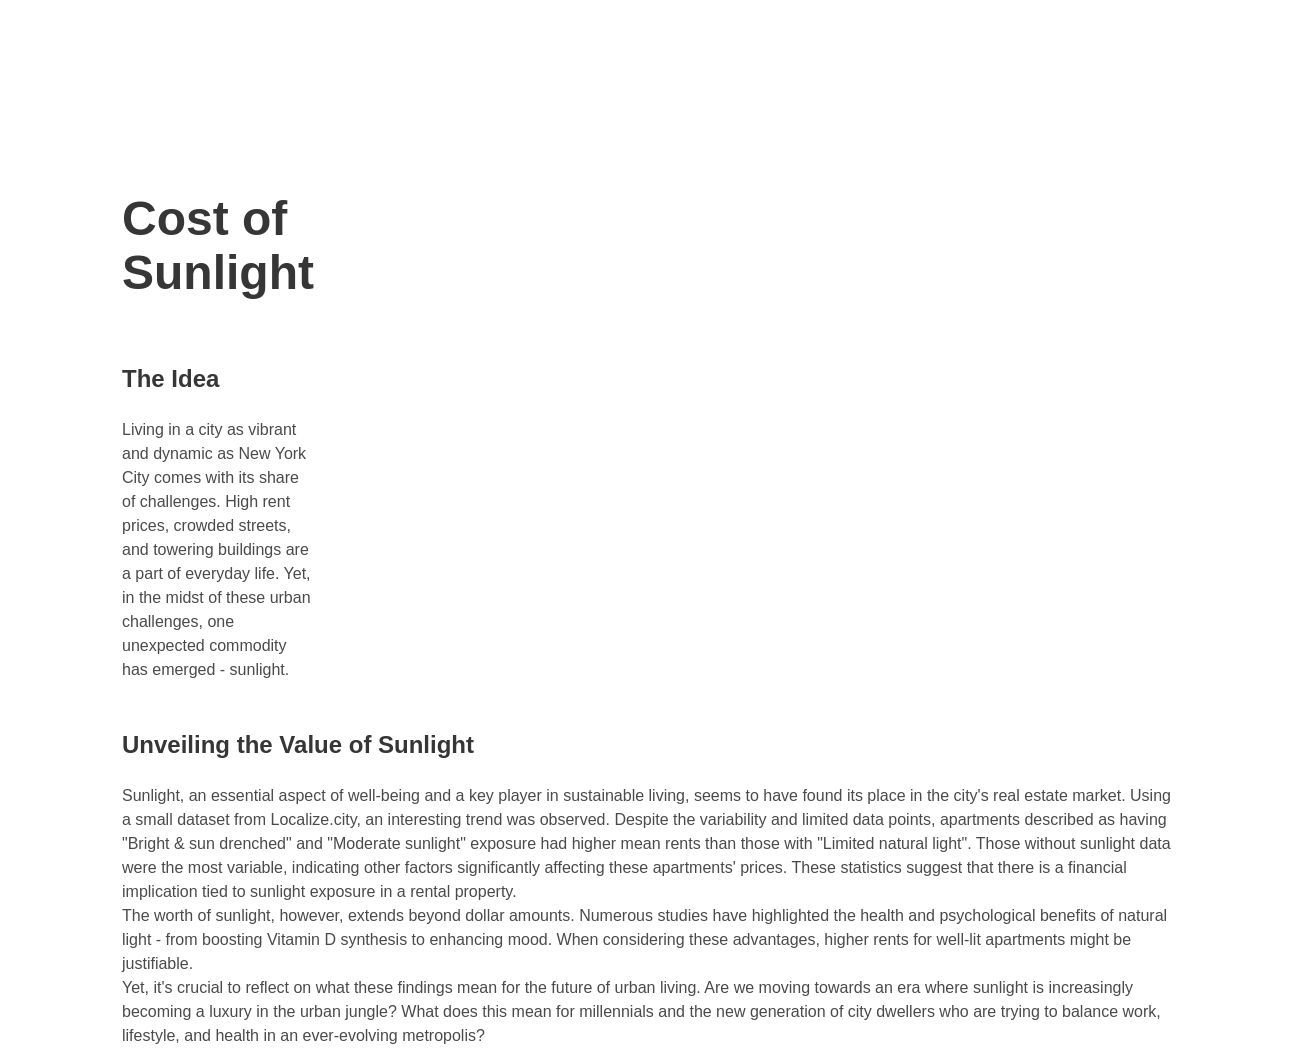 Cost of
Sunlight
The Idea
Living in a city as vibrant
and dynamic as New York
City comes with its share
of challenges. High rent
prices, crowded streets,
and towering buildings are
a part of everyday life. Yet,
in the midst of these urban
challenges, one
unexpected commodity
has emerged - sunlight.
Unveiling the Value of Sunlight
Sunlight, an essential aspect of well-being and a key player in sustainable living, seems to have found its place in the city's real estate market. Using
a small dataset from Localize.city, an interesting trend was observed. Despite the variability and limited data points, apartments described as having
"Bright & sun drenched" and "Moderate sunlight" exposure had higher mean rents than those with "Limited natural light". Those without sunlight data
were the most variable, indicating other factors significantly affecting these apartments' prices. These statistics suggest that there is a financial
implication tied to sunlight exposure in a rental property.
The worth of sunlight, however, extends beyond dollar amounts. Numerous studies have highlighted the health and psychological benefits of natural
light - from boosting Vitamin D synthesis to enhancing mood. When considering these advantages, higher rents for well-lit apartments might be
justifiable.
Yet, it's crucial to reflect on what these findings mean for the future of urban living. Are we moving towards an era where sunlight is increasingly
becoming a luxury in the urban jungle? What does this mean for millennials and the new generation of city dwellers who are trying to balance work,
lifestyle, and health in an ever-evolving metropolis?